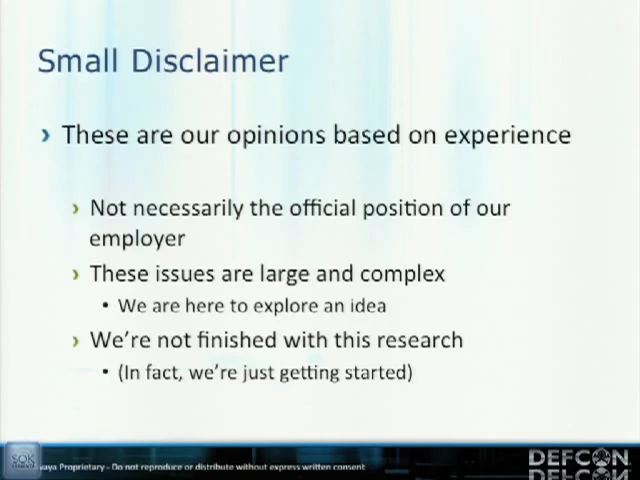 Small Disclaimer
› These are our opinions based on experience
› Not necessarily the official position of our
employer
› These issues are large and complex
• We are here to explore an idea
› We're not finished with this research
• (In fact, we're just getting started)
SOK
Proprietary - Do not reproduce or distribute without express written consent
DEFCON